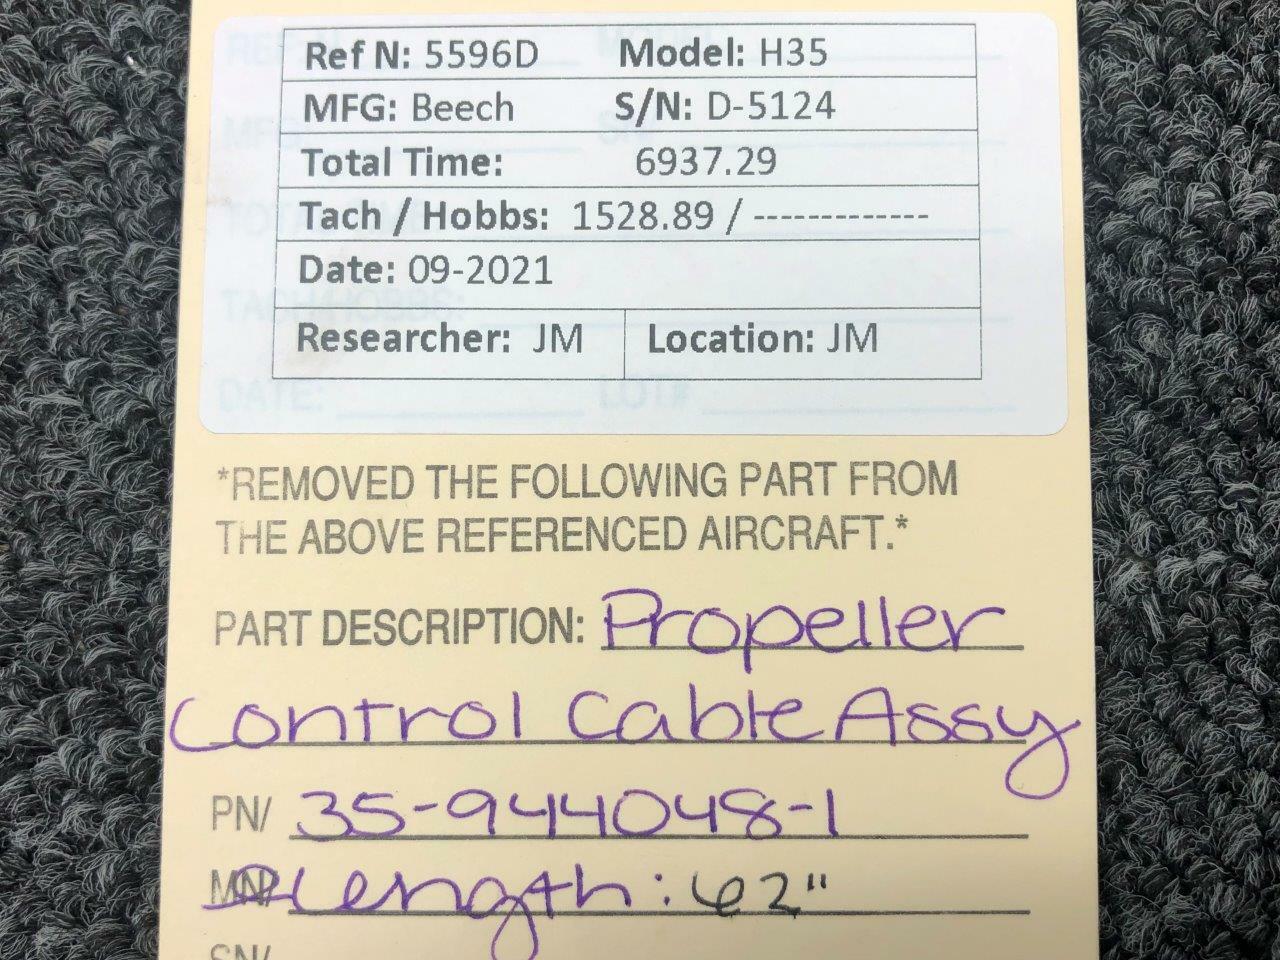 Ref N: 5596D Model: H35
MFG: Beech S/N: D-5124
Total Time: 6937.29
Tach / Hobbs: 1528.89 / -------------
Date: 09-2021
Researcher: JM Location: JM
*REMOVED THE FOLLOWING PART FROM
THE ABOVE REFERENCED AIRCRAFT.*
PART DESCRIPTION: Propeller
Control Cable Assy
PN/ 35-944048-1
MN/ Length: 62"
SN/